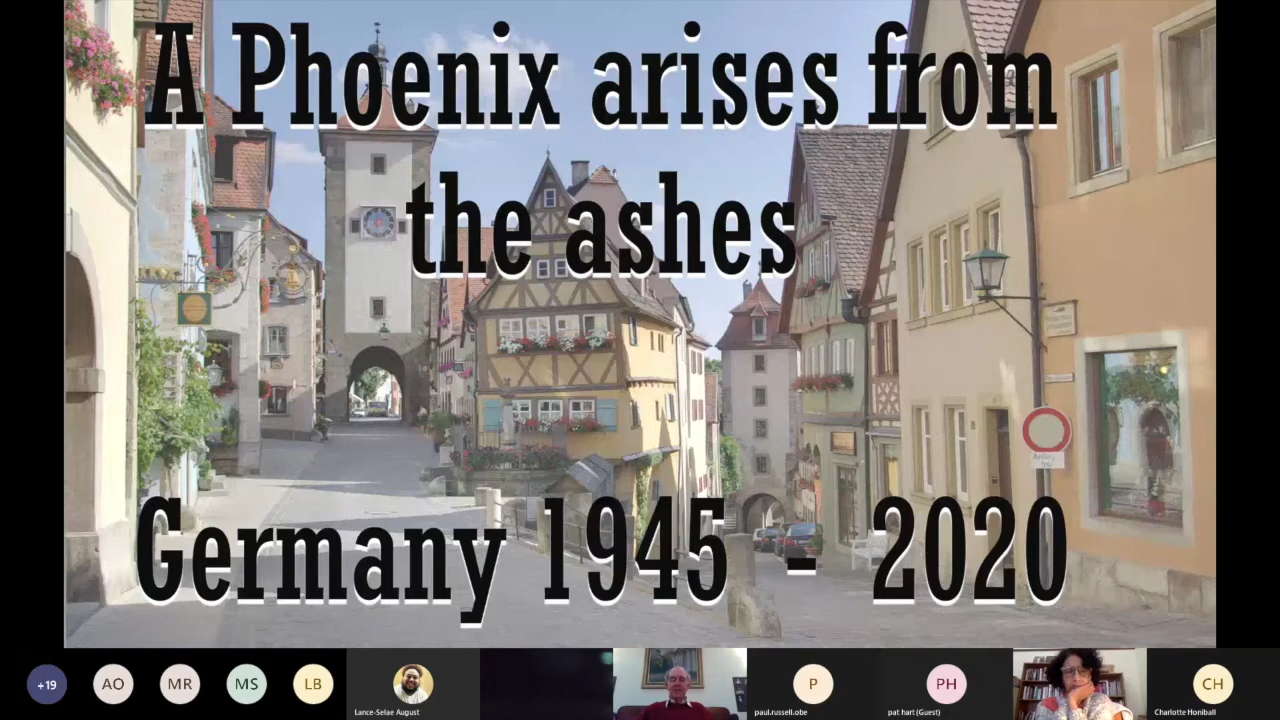 A Phoenix arises from
the ashes
Germany 1945 - 2020
+19
AO
MR
MS
LB
Lance-Selae August
P
paul.russell.obe
PH
pat hart (Guest)
CH
Charlotte Honiball